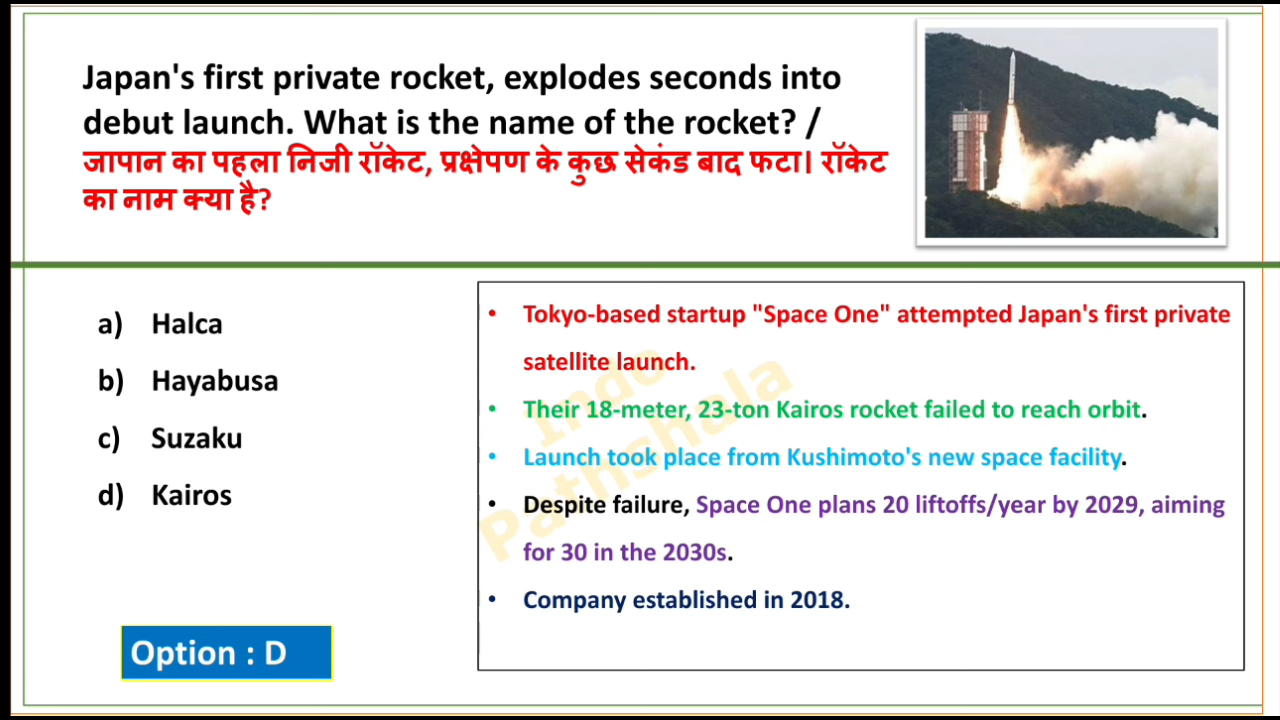 Japan's first private rocket, explodes seconds into
debut launch. What is the name of the rocket? /
जापान का पहला निजी रॉकेट, प्रक्षेपण के कुछ सेकंड बाद फटा। रॉकेट
का नाम क्या है?
a) Halca
b) Hayabusa
c) Suzaku
d) Kairos
Option : D
• Tokyo-based startup "Space One" attempted Japan's first private
satellite launch.
• Their 18-meter, 23-ton Kairos rocket failed to reach orbit.
• Launch took place from Kushimoto's new space facility.
• Despite failure, Space One plans 20 liftoffs/year by 2029, aiming
for 30 in the 2030s.
• Company established in 2018.
Indo
Pathshala